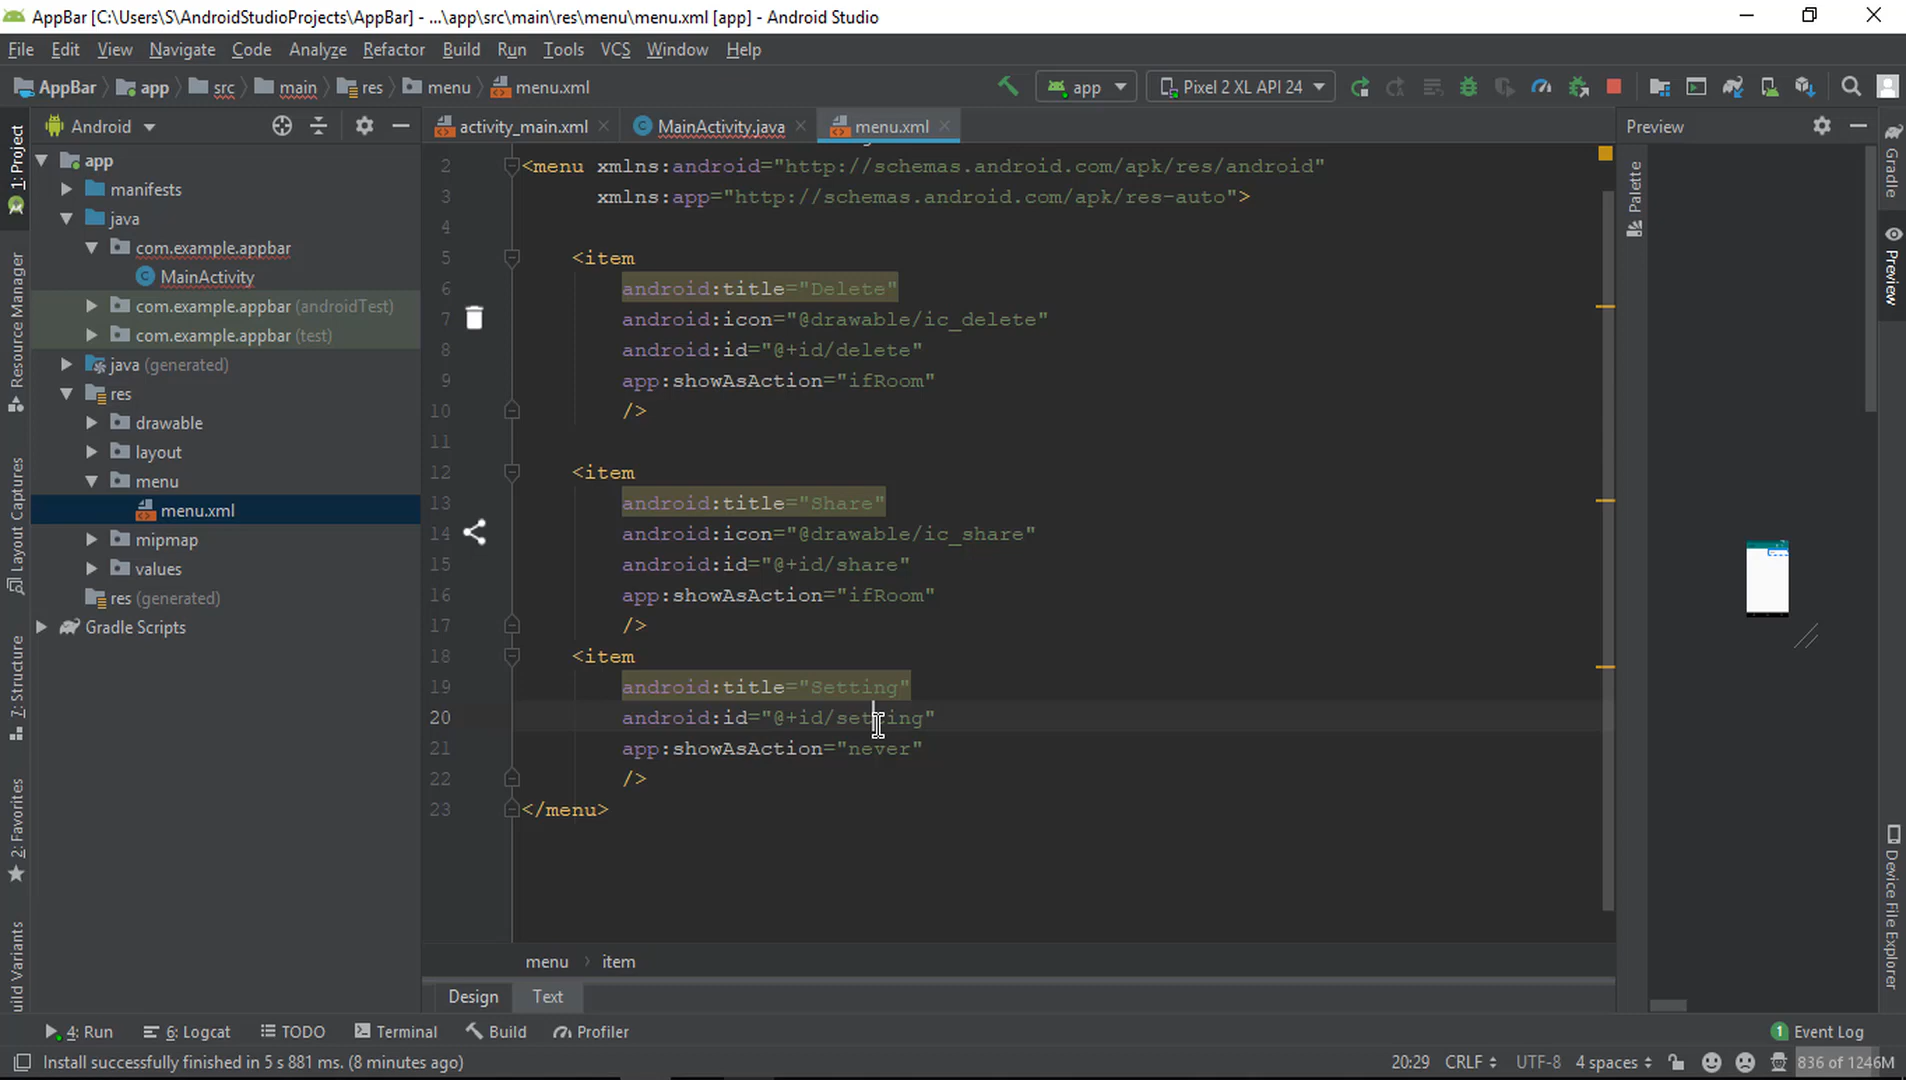 AppBar [C:\Users\S\AndroidStudioProjects\AppBar] - ...\app\src\main\res\menu\menu.xml [app] - Android Studio
File Edit View Navigate Code Analyze Refactor Build Run Tools VCS Window Help
AppBar app src main res menu menu.xml app Pixel 2 XL API 24
Android activity_main.xml MainActivity.java menu.xml Preview
1: Project
Resource Manager
Layout Captures
7: Structure
2: Favorites
uild Variants
app
manifests
java
com.example.appbar
MainActivity
com.example.appbar (androidTest)
com.example.appbar (test)
java (generated)
res
drawable
layout
menu
menu.xml
mipmap
values
res (generated)
Gradle Scripts
2 <menu xmlns:android="http://schemas.android.com/apk/res/android"
3 xmlns:app="http://schemas.android.com/apk/res-auto">
4
5 <item
6 android:title="Delete"
7 android:icon="@drawable/ic_delete"
8 android:id="@+id/delete"
9 app:showAsAction="ifRoom"
10 />
11
12 <item
13 android:title="Share"
14 android:icon="@drawable/ic_share"
15 android:id="@+id/share"
16 app:showAsAction="ifRoom"
17 />
18 <item
19 android:title="Setting"
20 android:id="@+id/setting"
21 app:showAsAction="never"
22 />
23 </menu>
menu item
Design Text
Palette
Gradle
Preview
Device File Explorer
4: Run 6: Logcat TODO Terminal Build Profiler 1 Event Log
Install successfully finished in 5 s 881 ms. (8 minutes ago) 20:29 CRLF UTF-8 4 spaces 836 of 1246M